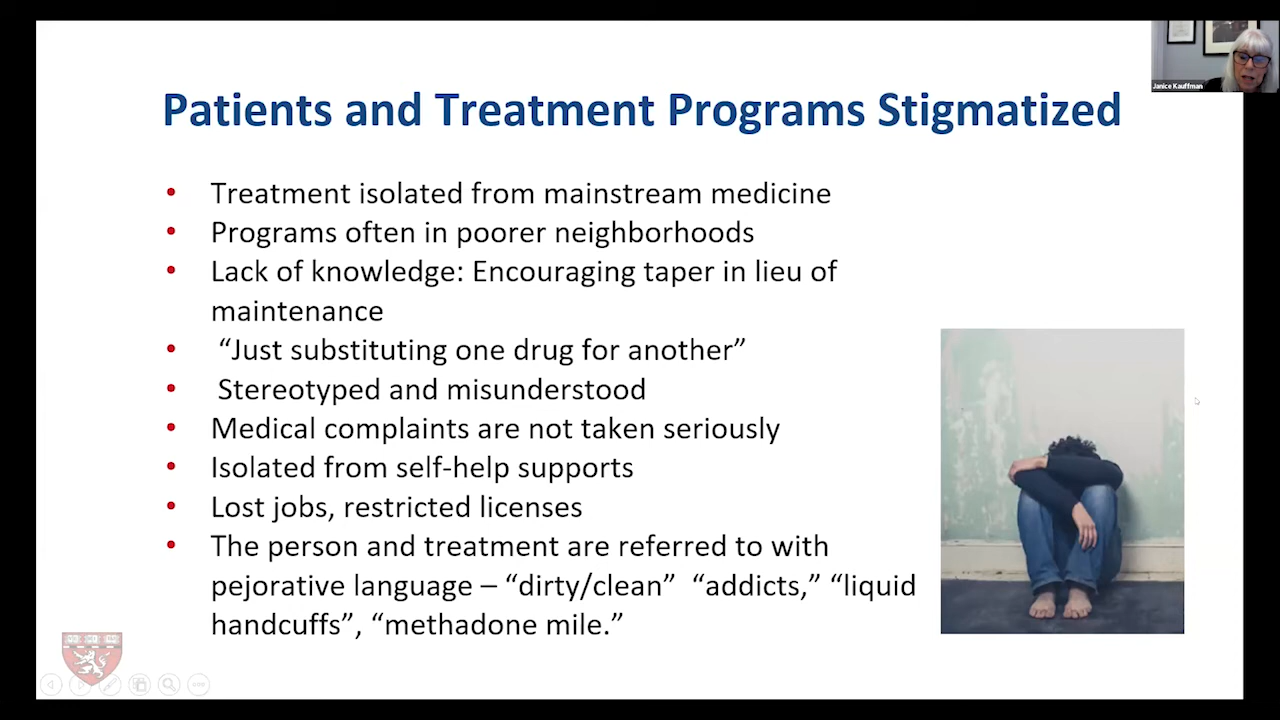 Janice Kauffman
Patients and Treatment Programs Stigmatized
• Treatment isolated from mainstream medicine
• Programs often in poorer neighborhoods
• Lack of knowledge: Encouraging taper in lieu of
maintenance
• “Just substituting one drug for another”
• Stereotyped and misunderstood
• Medical complaints are not taken seriously
• Isolated from self-help supports
• Lost jobs, restricted licenses
• The person and treatment are referred to with
pejorative language – “dirty/clean” “addicts,” “liquid
handcuffs”, “methadone mile.”